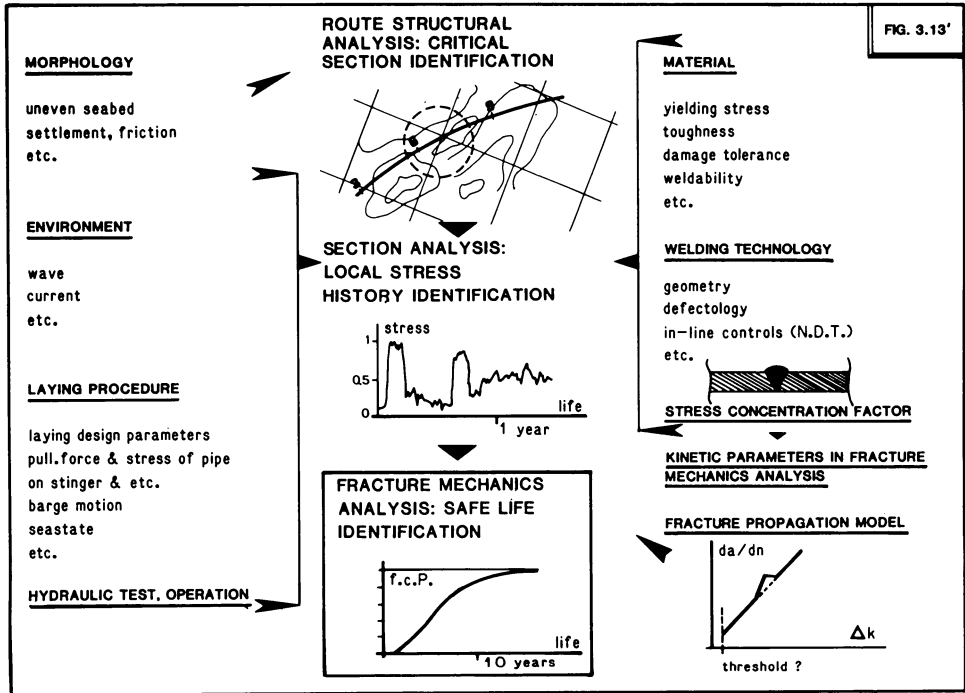 FIG. 3.13'
MORPHOLOGY
uneven seabed
settlement, friction
etc.
ENVIRONMENT
wave
current
etc.
LAYING PROCEDURE
laying design parameters
pull.force & stress of pipe
on stinger & etc.
barge motion
seastate
etc.
HYDRAULIC TEST, OPERATION
ROUTE STRUCTURAL
ANALYSIS: CRITICAL
SECTION IDENTIFICATION
SECTION ANALYSIS:
LOCAL STRESS
HISTORY IDENTIFICATION
stress
1
0.5
0
life
1 year
FRACTURE MECHANICS
ANALYSIS: SAFE LIFE
IDENTIFICATION
f.c.P.
life
10 years
MATERIAL
yielding stress
toughness
damage tolerance
weldability
etc.
WELDING TECHNOLOGY
geometry
defectology
in-line controls (N.D.T.)
etc.
STRESS CONCENTRATION FACTOR
KINETIC PARAMETERS IN FRACTURE
MECHANICS ANALYSIS
FRACTURE PROPAGATION MODEL
da/dn
Δk
threshold ?